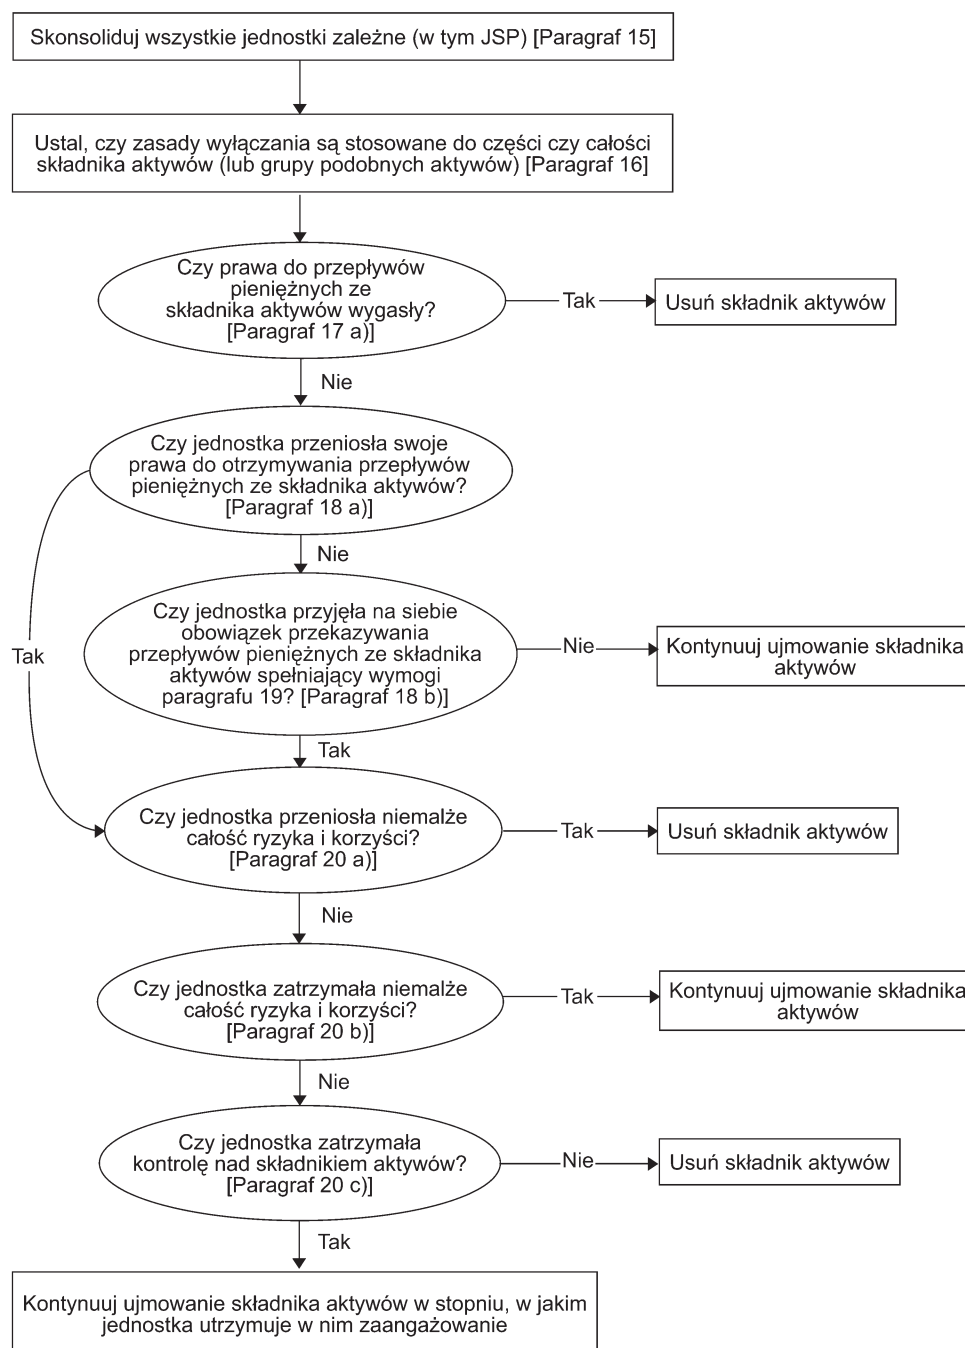 Skonsoliduj wszystkie jednostki zależne (w tym JSP) [Paragraf 15]
Ustal, czy zasady wyłączania są stosowane do części czy całości
składnika aktywów (lub grupy podobnych aktywów) [Paragraf 16]
Czy prawa do przepływów
pieniężnych ze
składnika aktywów wygasły?
[Paragraf 17 a)]
Tak
Usuń składnik aktywów
Nie
Czy jednostka przeniosła swoje
prawa do otrzymywania przepływów
pieniężnych ze składnika aktywów?
[Paragraf 18 a)]
Nie
Tak
Czy jednostka przyjęła na siebie
obowiązek przekazywania
przepływów pieniężnych ze składnika
aktywów spełniający wymogi
paragrafu 19? [Paragraf 18 b)]
Nie
Kontynuuj ujmowanie składnika
aktywów
Tak
Czy jednostka przeniosła niemalże
całość ryzyka i korzyści?
[Paragraf 20 a)]
Tak
Usuń składnik aktywów
Nie
Czy jednostka zatrzymała niemalże
całość ryzyka i korzyści?
[Paragraf 20 b)]
Tak
Kontynuuj ujmowanie składnika
aktywów
Nie
Czy jednostka zatrzymała
kontrolę nad składnikiem aktywów?
[Paragraf 20 c)]
Nie
Usuń składnik aktywów
Tak
Kontynuuj ujmowanie składnika aktywów w stopniu, w jakim
jednostka utrzymuje w nim zaangażowanie